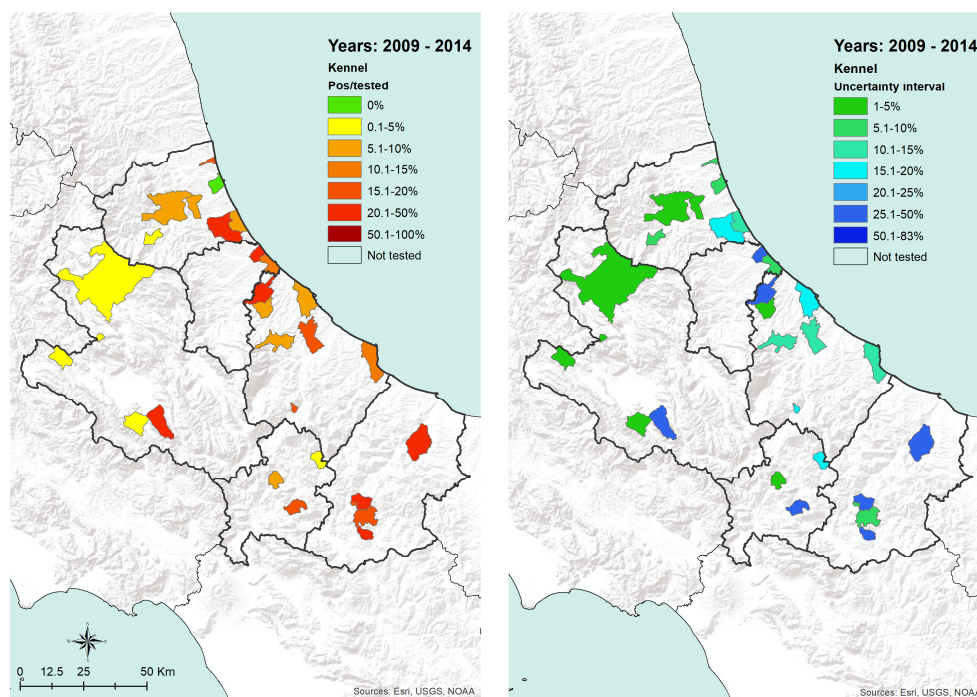 Years: 2009 - 2014
Kennel
Pos/tested
0%
0.1-5%
5.1-10%
10.1-15%
15.1-20%
20.1-50%
50.1-100%
Not tested
0 12.5 25 50 Km
Sources: Esri, USGS, NOAA
Years: 2009 - 2014
Kennel
Uncertainty interval
1-5%
5.1-10%
10.1-15%
15.1-20%
20.1-25%
25.1-50%
50.1-83%
Not tested
0
Sources: Esri, USGS, NOAA